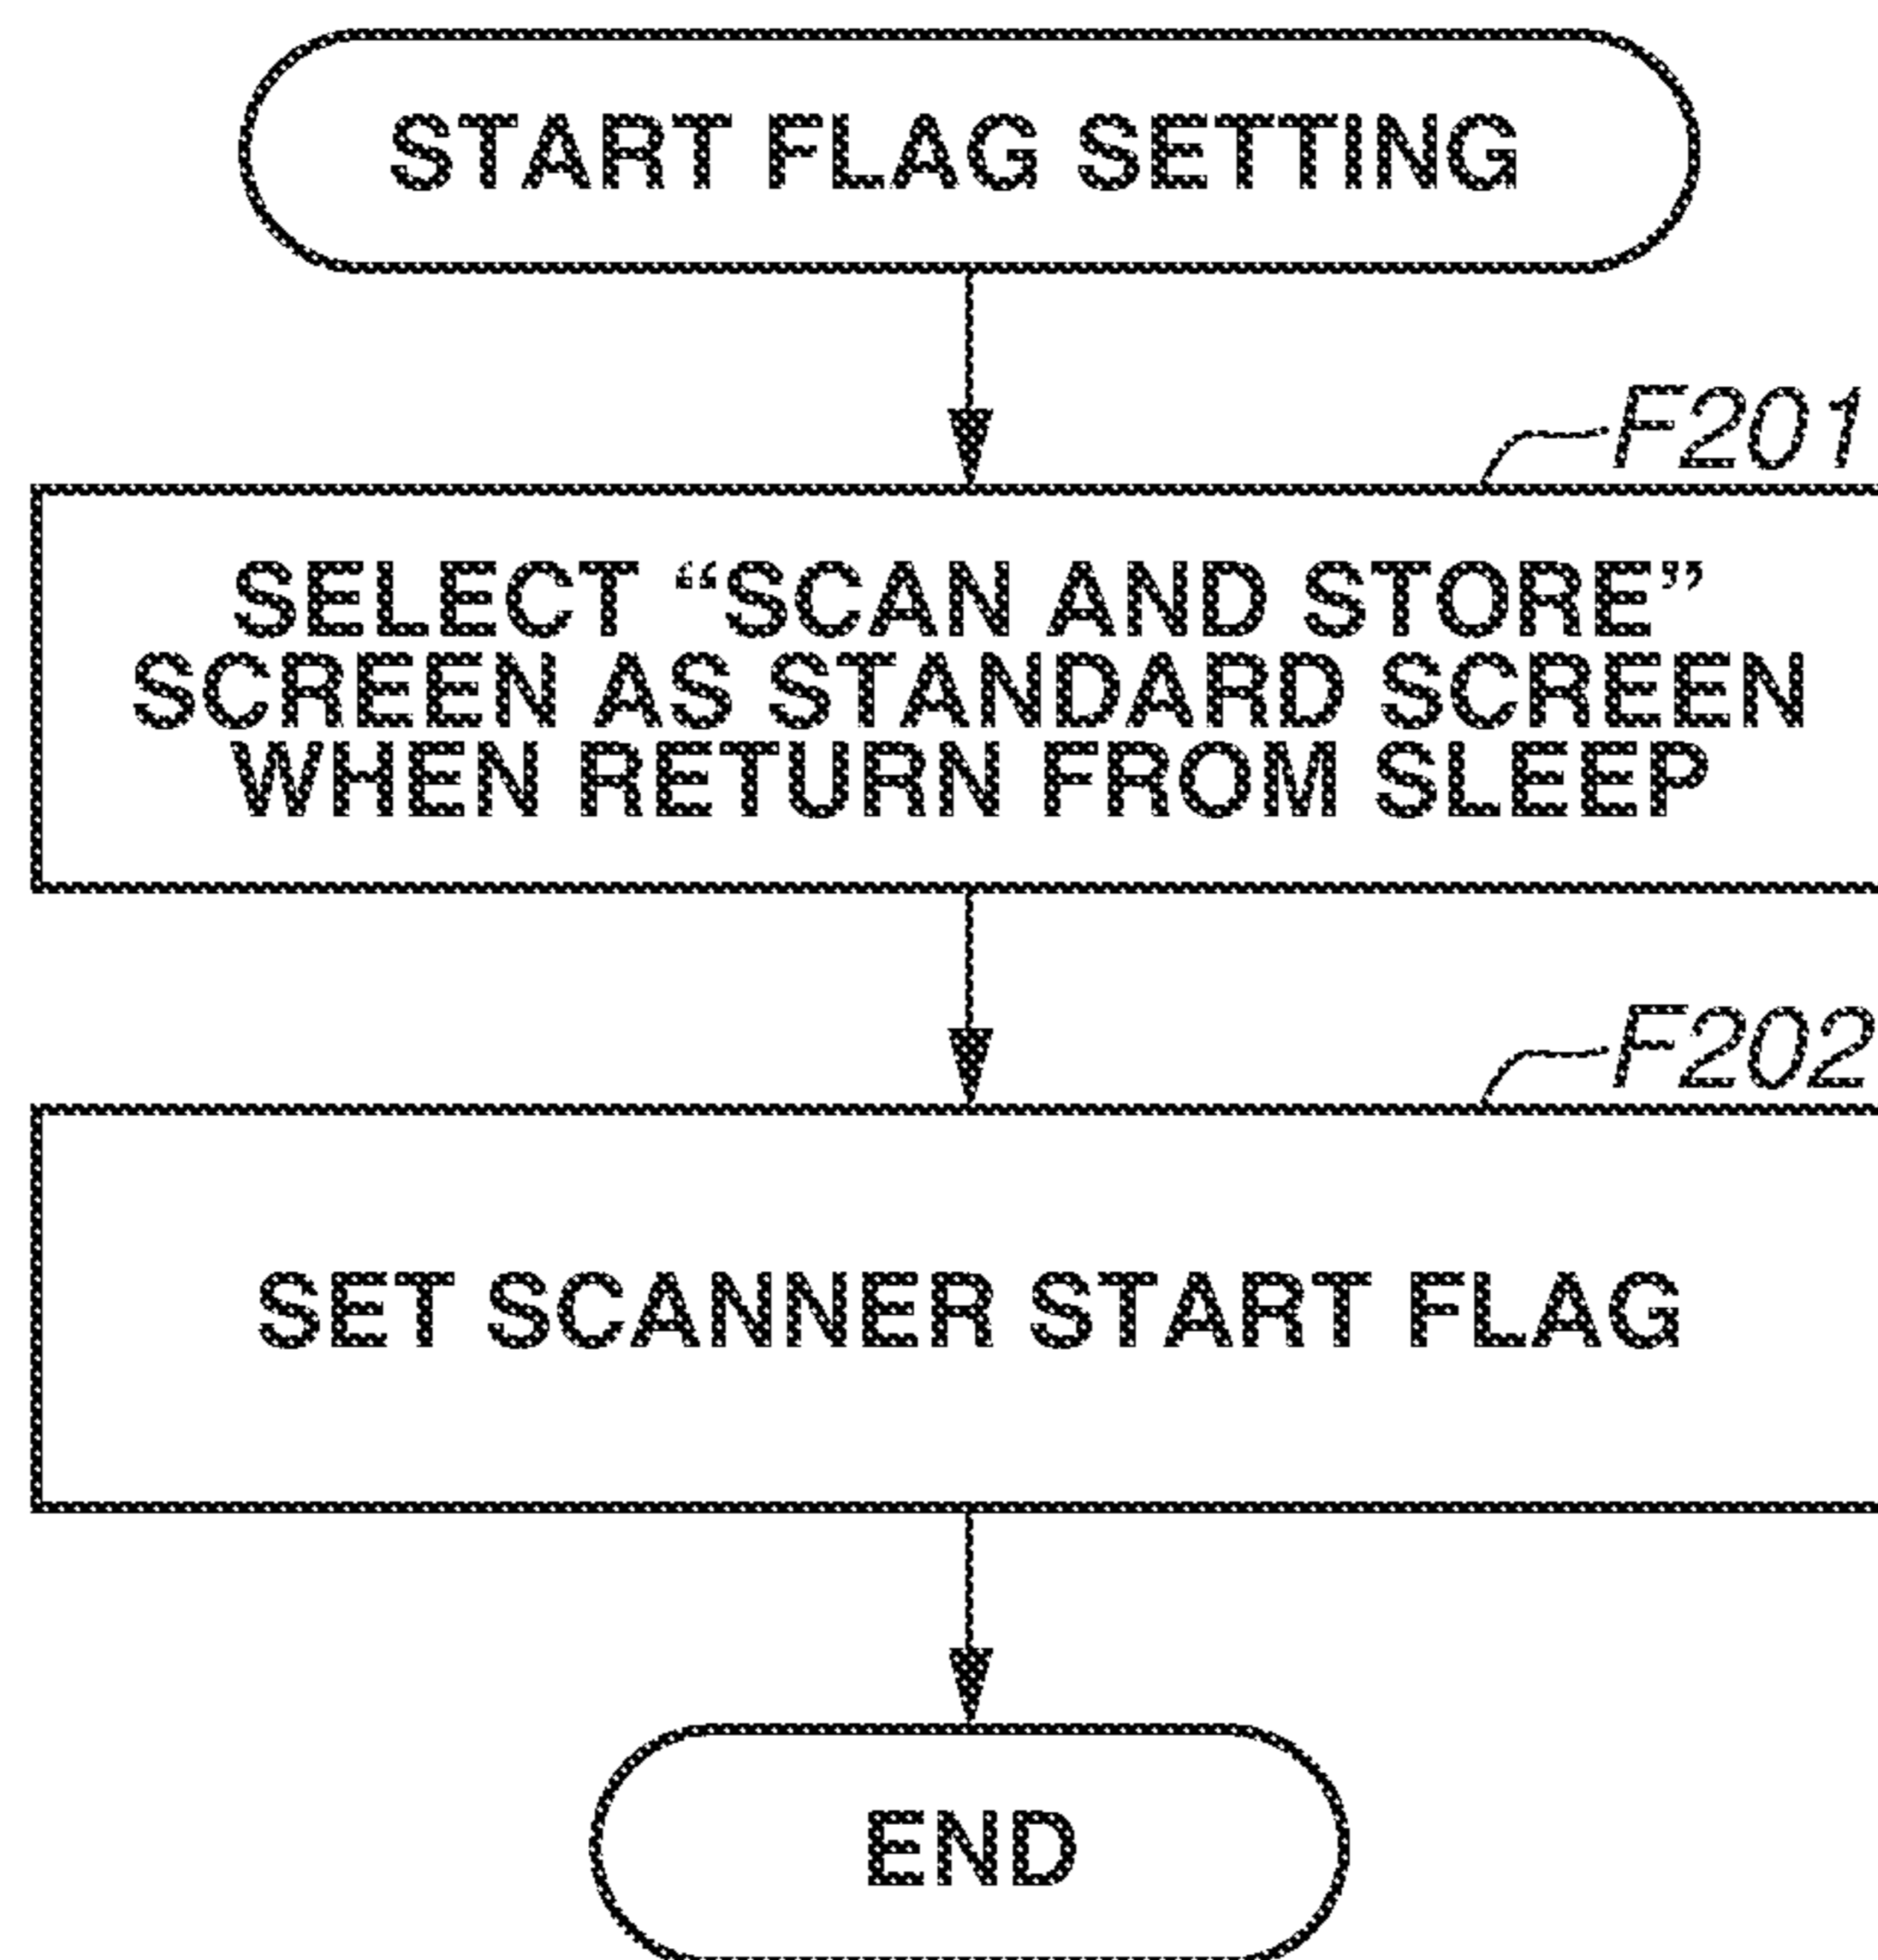 START FLAG SETTING
F201
SELECT “SCAN AND STORE”
SCREEN AS STANDARD SCREEN
WHEN RETURN FROM SLEEP
F202
SET SCANNER START FLAG
END